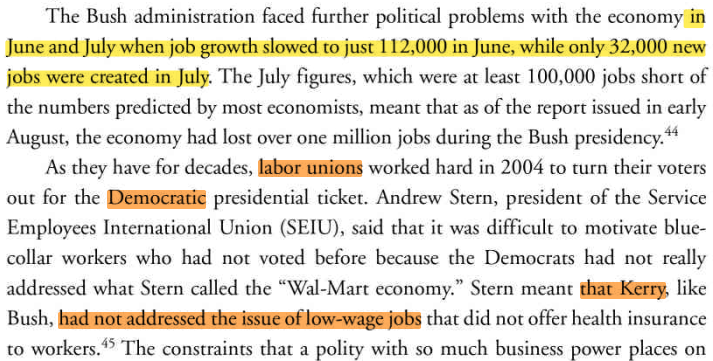 The Bush administration faced further political problems with the economy in
June and July when job growth slowed to just 112,000 in June, while only 32,000 new
jobs were created in July. The July figures, which were at least 100,000 jobs short of
the numbers predicted by most economists, meant that as of the report issued in early
August, the economy had lost over one million jobs during the Bush presidency.44
As they have for decades, labor unions worked hard in 2004 to turn their voters
out for the Democratic presidential ticket. Andrew Stern, president of the Service
Employees International Union (SEIU), said that it was difficult to motivate blue-
collar workers who had not voted before because the Democrats had not really
addressed what Stern called the “Wal-Mart economy.” Stern meant that Kerry, like
Bush, had not addressed the issue of low-wage jobs that did not offer health insurance
to workers.45 The constraints that a polity with so much business power places on